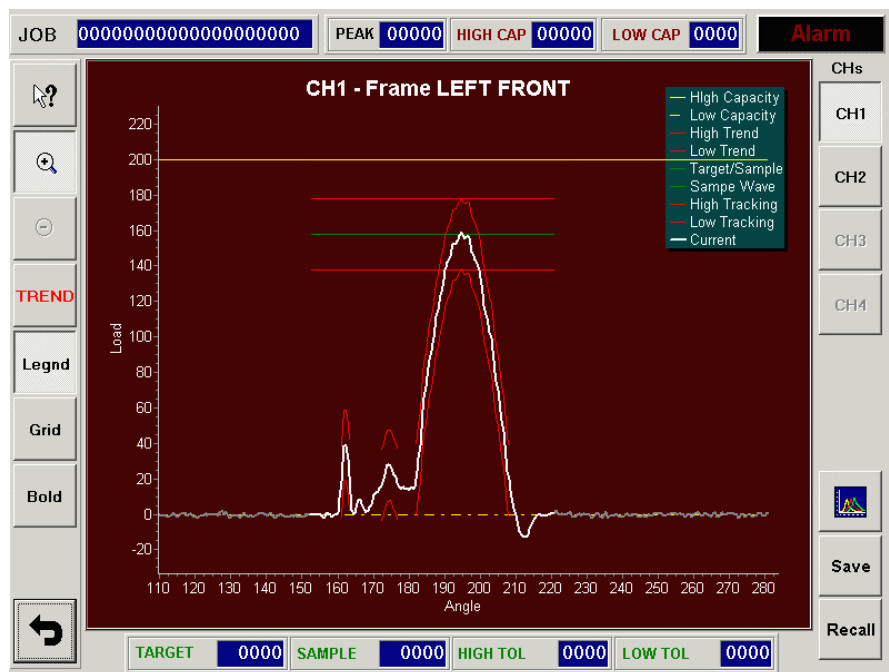 JOB 00000000000000000000 PEAK 00000 HIGH CAP 00000 LOW CAP 0000 Alarm
CHs
CH1
CH2
CH3
CH4
TREND
Legnd
Grid
Bold
CH1 - Frame LEFT FRONT
HIgh Capacity
Low Capacity
High Trend
Low Trend
Target/Sample
Sampe Wave
High Tracking
Low Tracking
Current
220
200
180
160
140
120
100
80
60
40
20
0
-20
Load
110 120 130 140 150 160 170 180 190 200 210 220 230 240 250 260 270 280
Angle
Save
Recall
TARGET 0000 SAMPLE 0000 HIGH TOL 0000 LOW TOL 0000